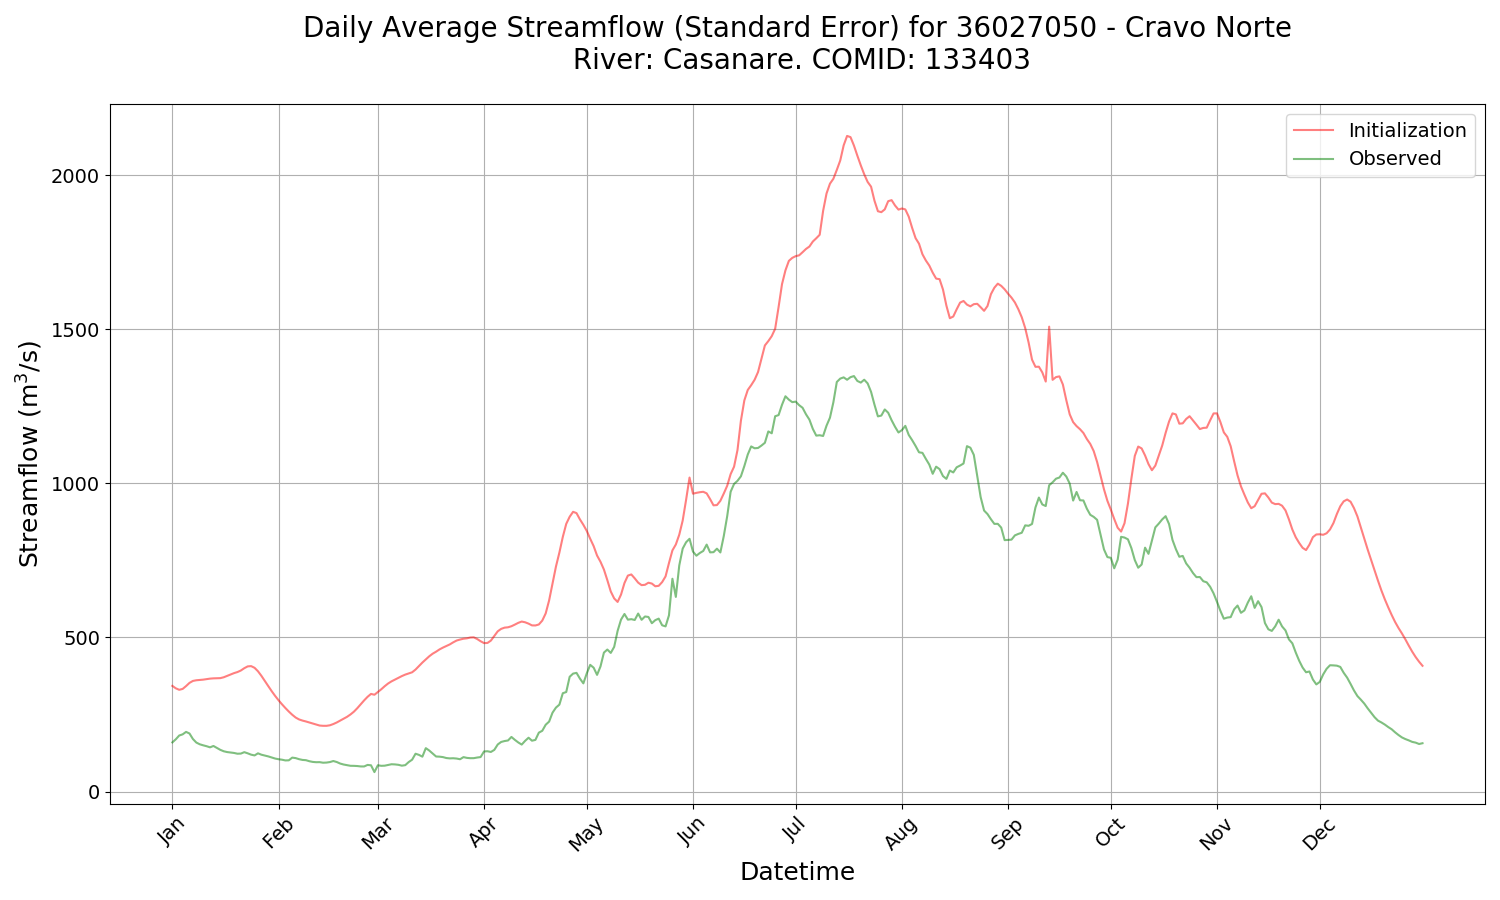 Daily Average Streamflow (Standard Error) for 36027050 - Cravo Norte
River: Casanare. COMID: 133403
Initialization
Observed
2000
1500
1000
500
0
Streamflow (m³/s)
Jan
Feb
Mar
Apr
May
Jun
Jul
Aug
Sep
Oct
Nov
Dec
Datetime